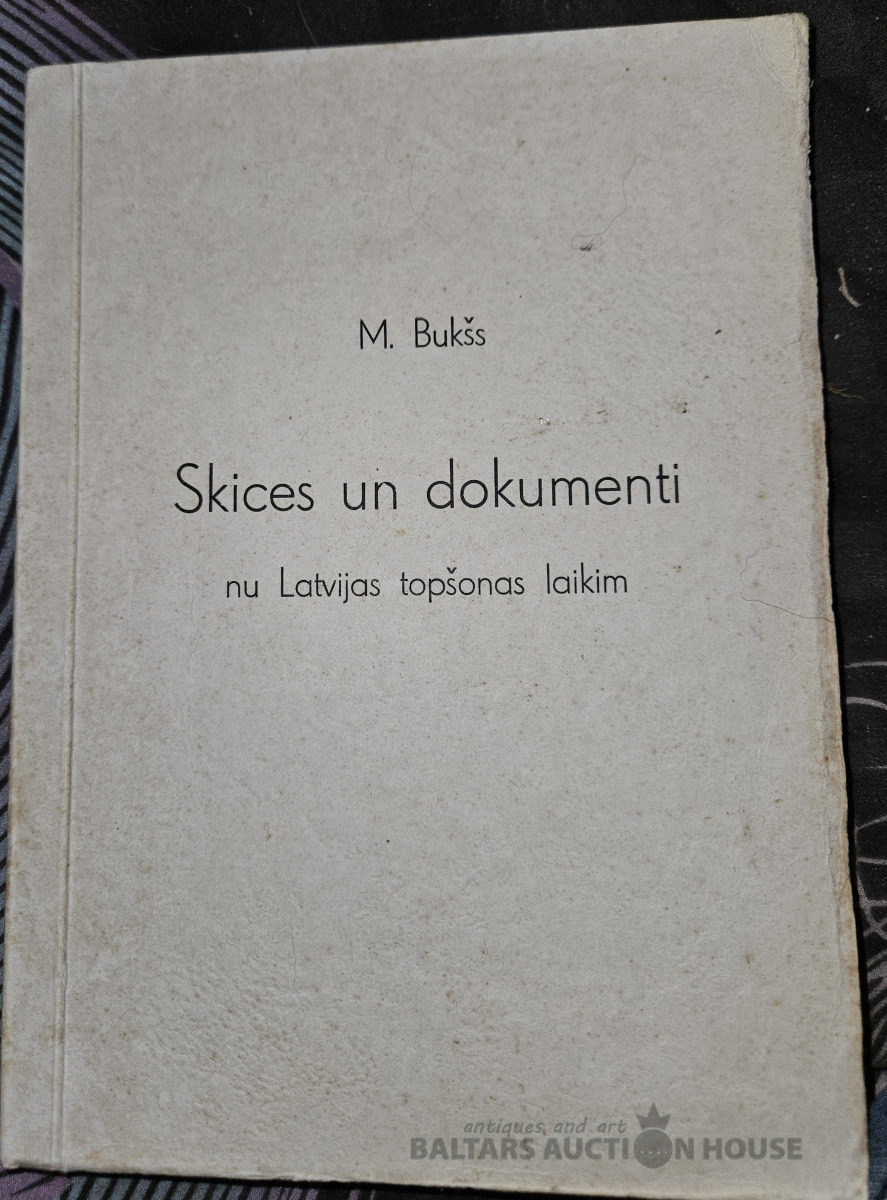 M. Bukšs
Skices un dokumenti
nu Latvijas topšonas laikim
antiques and art
BALTARS AUCTION HOUSE